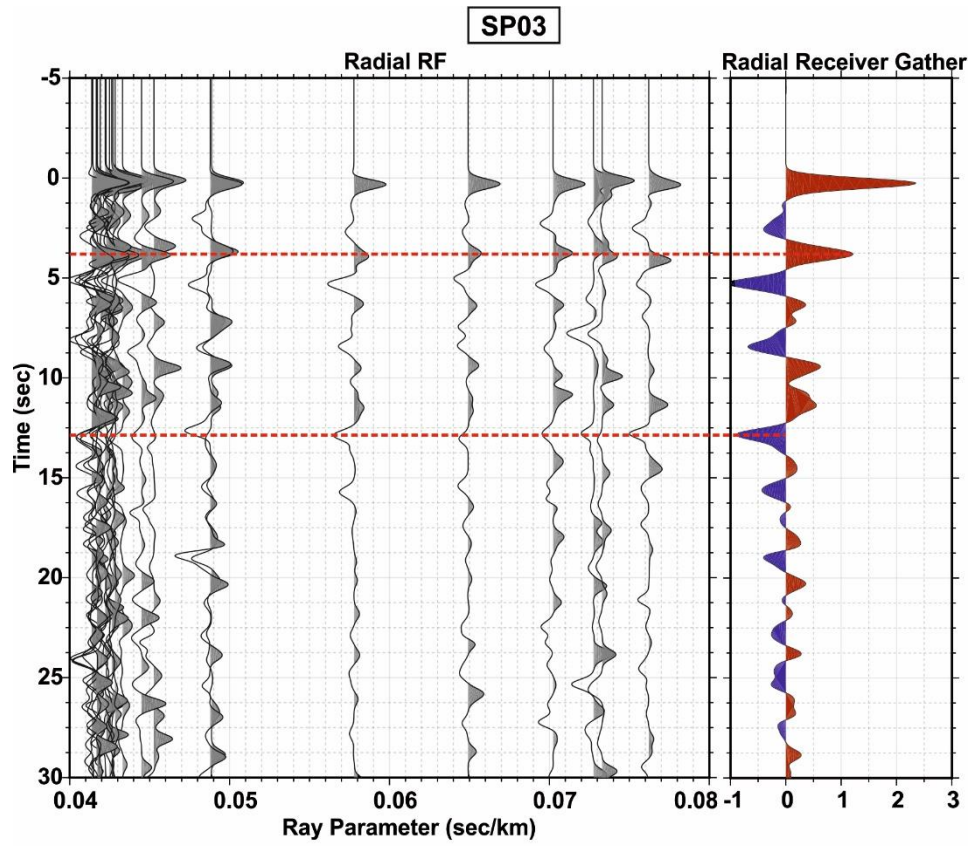 SP03
Radial RF
Radial Receiver Gather
-5
0
5
10
15
20
25
30
Time (sec)
0.04 0.05 0.06 0.07 0.08
-1 0 1 2 3
Ray Parameter (sec/km)